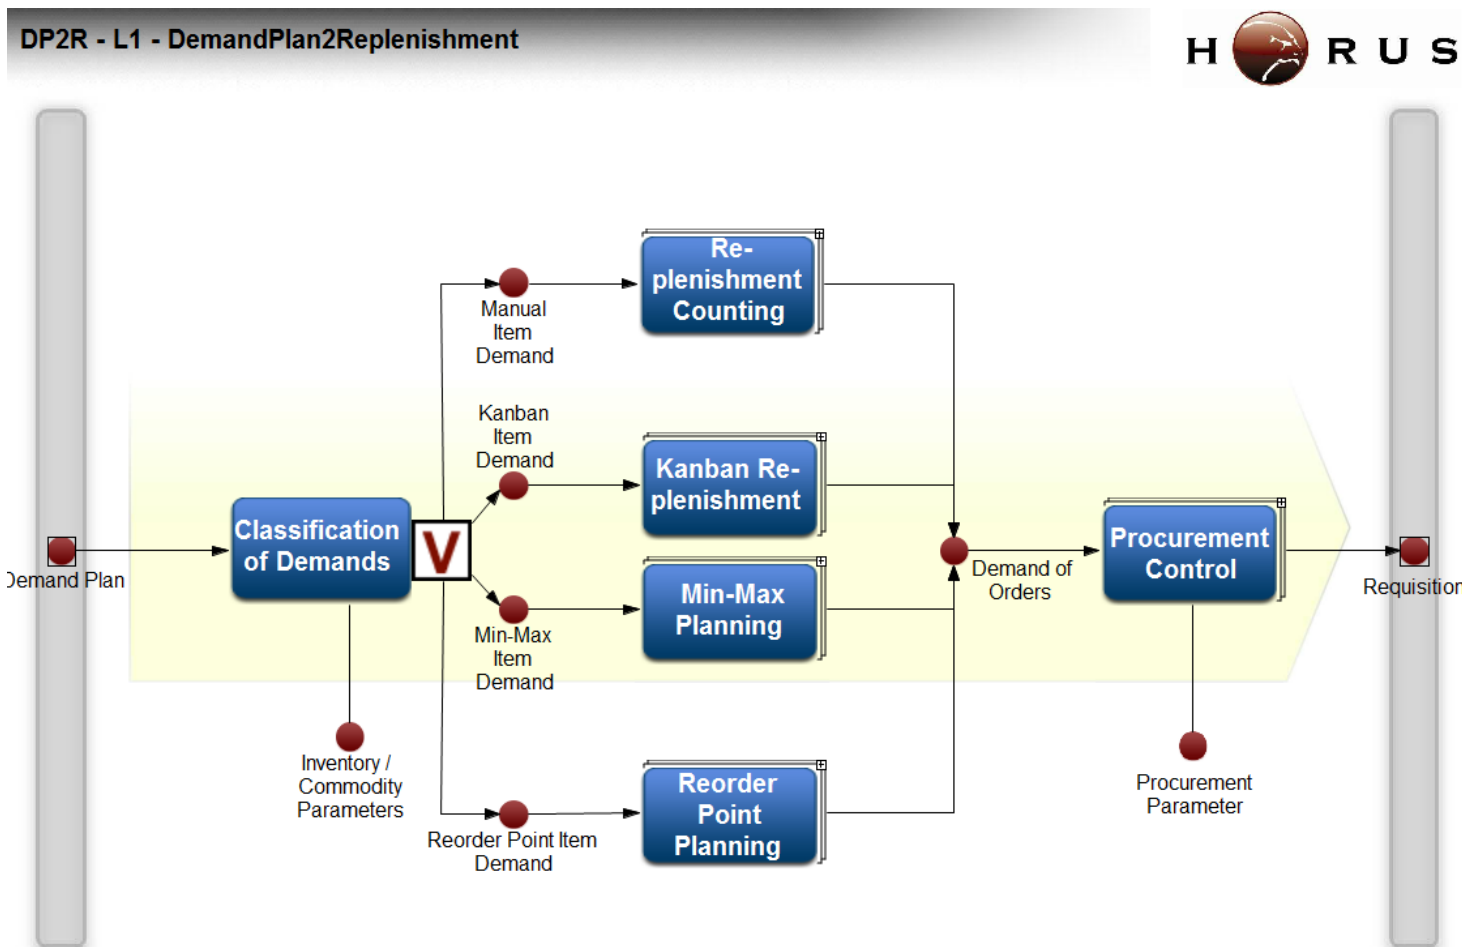 DP2R - L1 - DemandPlan2Replenishment
H RUS
Re-
plenishment
Counting
Manual
Item
Demand
Kanban
Item
Demand
Kanban Re-
plenishment
Classification
of Demands
V
Procurement
Control
Demand Plan
Demand of
Orders
Requisition
Min-Max
Planning
Min-Max
Item
Demand
Inventory /
Commodity
Parameters
Procurement
Parameter
Reorder
Point
Planning
Reorder Point Item
Demand